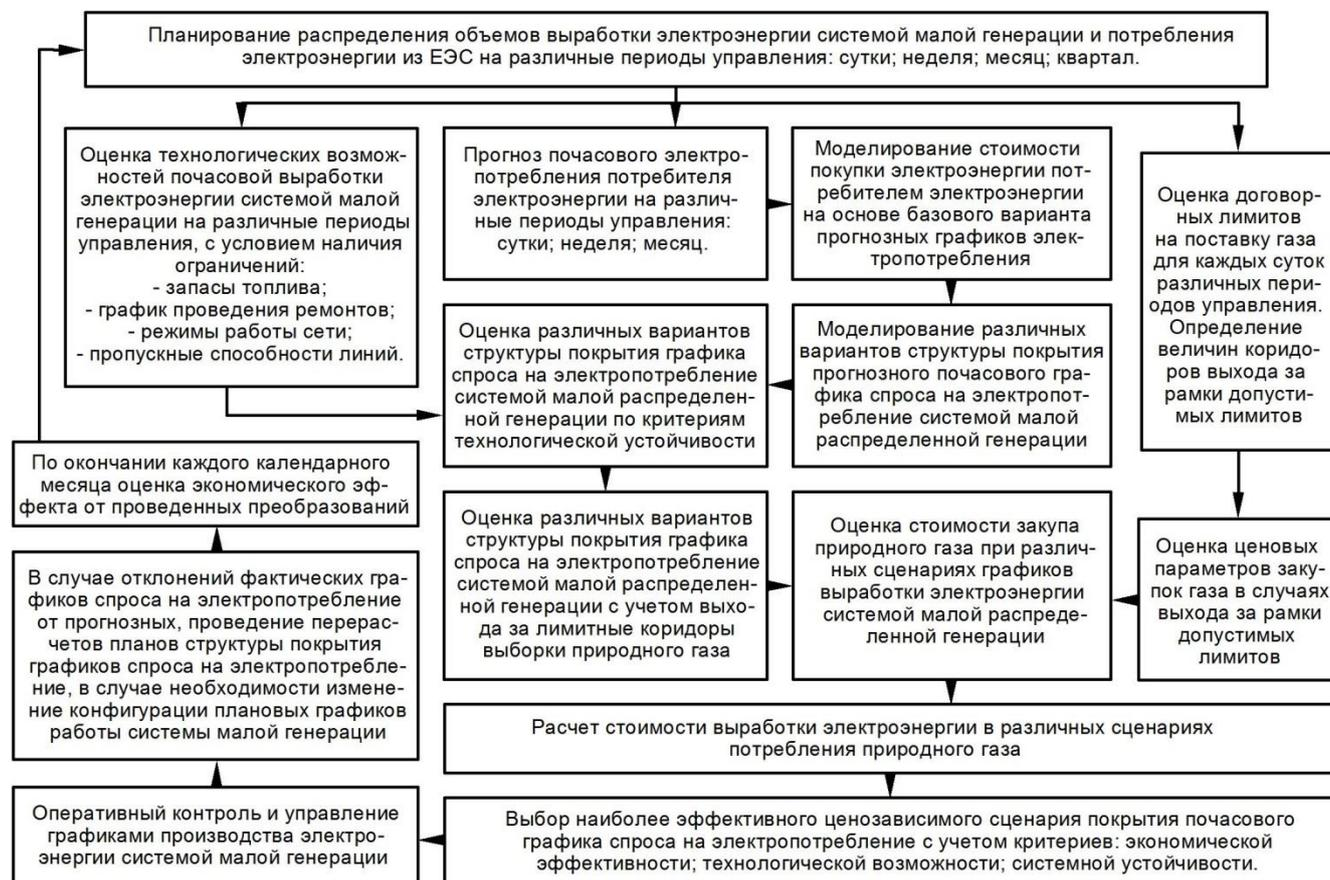 Планирование распределения объемов выработки электроэнергии системой малой генерации и потребления
электроэнергии из ЕЭС на различные периоды управления: сутки; неделя; месяц; квартал.
Оценка технологических возмож-
ностей почасовой выработки
электроэнергии системой малой
генерации на различные периоды
управления, с условием наличия
ограничений:
- запасы топлива;
- график проведения ремонтов;
- режимы работы сети;
- пропускные способности линий.
Прогноз почасового электро-
потребления потребителя
электроэнергии на различ-
ные периоды управления:
сутки; неделя; месяц.
Моделирование стоимости
покупки электроэнергии пот-
ребителем электроэнергии
на основе базового варианта
прогнозных графиков элек-
тропотребления
Оценка договор-
ных лимитов
на поставку газа
для каждых суток
различных пери-
одов управления.
Определение
величин коридо-
ров выхода за
рамки допусти-
мых лимитов
Оценка различных вариантов
структуры покрытия графика
спроса на электропотребление
системой малой распределен-
ной генерации по критериям
технологической устойчивости
Моделирование различных
вариантов структуры покрытия
прогнозного почасового гра-
фика спроса на электропот-
ребление системой малой
распределенной генерации
По окончании каждого календарного
месяца оценка экономического эф-
фекта от проведенных преобразований
Оценка различных вариантов
структуры покрытия графика
спроса на электропотребление
системой малой распределен-
ной генерации с учетом выхо-
да за лимитные коридоры
выборки природного газа
Оценка стоимости закупа
природного газа при различ-
ных сценариях графиков
выработки электроэнергии
системой малой распреде-
ленной генерации
Оценка ценовых
параметров заку-
пок газа в случаях
выхода за рамки
допустимых
лимитов
В случае отклонений фактических гра-
фиков спроса на электропотребление
от прогнозных, проведение перерас-
четов планов структуры покрытия
графиков спроса на электропотребле-
ние, в случае необходимости измене-
ние конфигурации плановых графиков
работы системы малой генерации
Расчет стоимости выработки электроэнергии в различных сценариях
потребления природного газа
Оперативный контроль и управление
графиками производства электро-
энергии системой малой генерации
Выбор наиболее эффективного ценозависимого сценария покрытия почасового
графика спроса на электропотребление с учетом критериев: экономической
эффективности; технологической возможности; системной устойчивости.